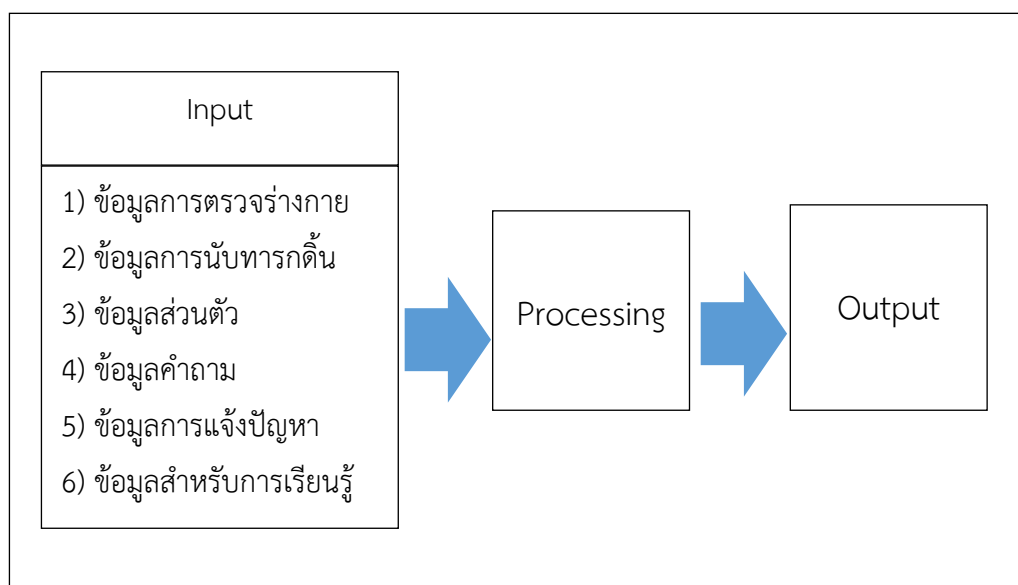 Input
1) ข้อมูลการตรวจร่างกาย
2) ข้อมูลการนับทารกดิ้น
3) ข้อมูลส่วนตัว
4) ข้อมูลคำถาม
5) ข้อมูลการแจ้งปัญหา
6) ข้อมูลสำหรับการเรียนรู้
Processing
Output